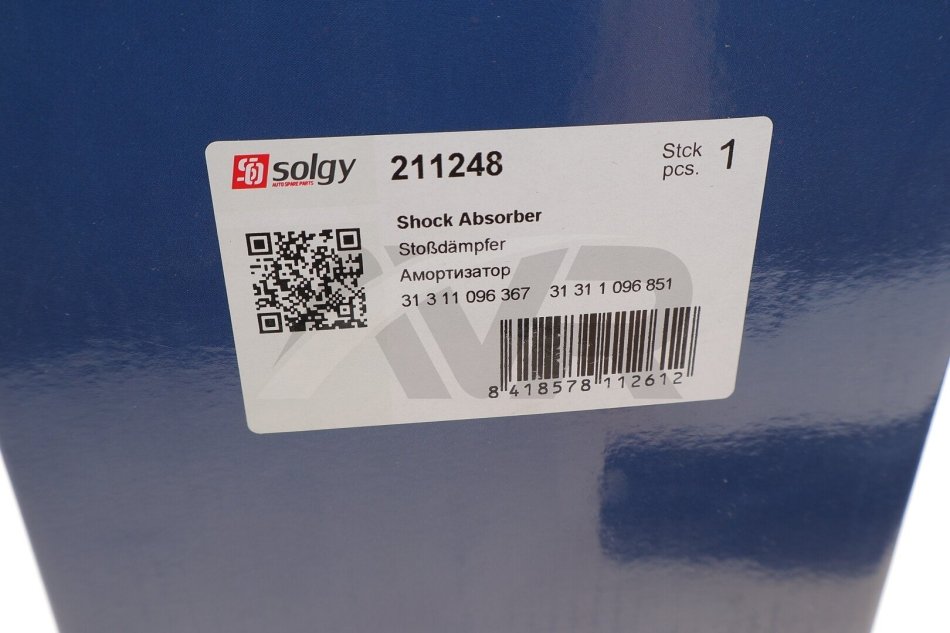 solgy
AUTO SPARE PARTS
211248
Stck
pcs.
1
Shock Absorber
Stoßdämpfer
Амортизатор
31 3 11 096 367 31 31 1 096 851
8 418578 112612